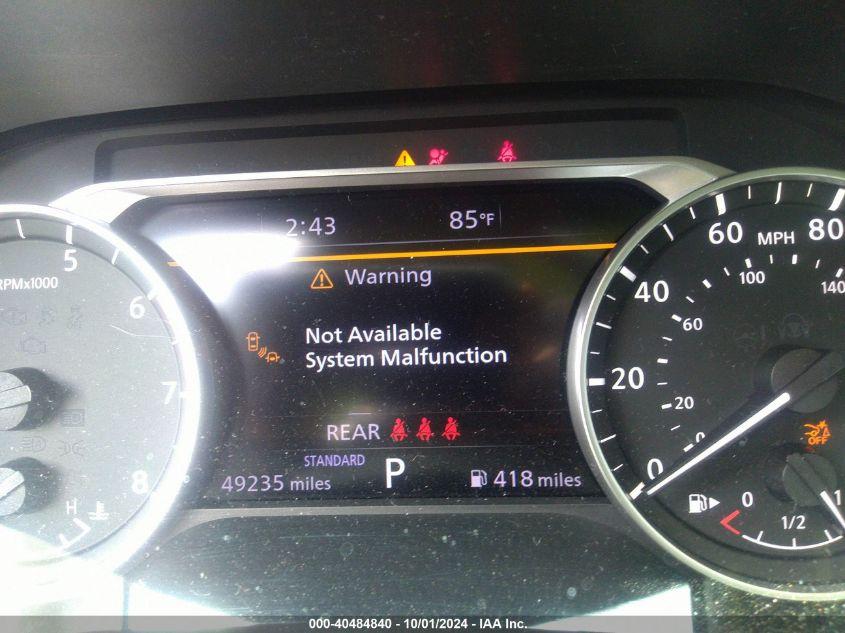 2:43 85°F
Warning
Not Available
System Malfunction
REAR
STANDARD
49235 miles P 418 miles
5
RPMx1000
6
7
8
H
60 MPH 80
100
140
40
60
20
20
0
0
OFF
0 1/2 1
000-40484840 - 10/01/2024 - IAA Inc.